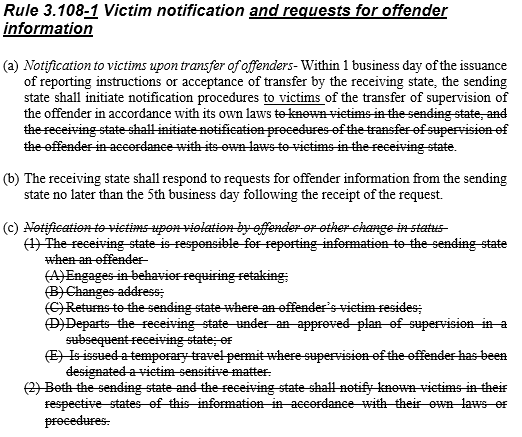 Rule 3.108-1 Victim notification and requests for offender
information
(a) Notification to victims upon transfer of offenders- Within 1 business day of the issuance
of reporting instructions or acceptance of transfer by the receiving state, the sending
state shall initiate notification procedures to victims of the transfer of supervision of
the offender in accordance with its own laws to known victims in the sending state, and
the receiving state shall initiate notification procedures of the transfer of supervision of
the offender in accordance with its own laws to victims in the receiving state.
(b) The receiving state shall respond to requests for offender information from the sending
state no later than the 5th business day following the receipt of the request.
(c) Notification to victims upon violation by offender or other change in status-
(1) The receiving state is responsible for reporting information to the sending state
when an offender-
(A)Engages in behavior requiring retaking;
(B)Changes address;
(C)Returns to the sending state where an offender's victim resides;
(D)Departs the receiving state under an approved plan of supervision in a
subsequent receiving state; or
(E) Is issued a temporary travel permit where supervision of the offender has been
designated a victim-sensitive matter.
(2) Both the sending state and the receiving state shall notify known victims in their
respective states of this information in accordance with their own laws or
procedures.